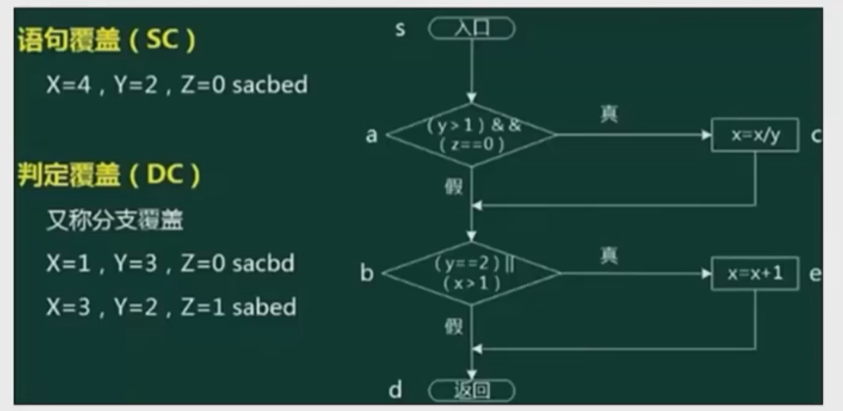 语句覆盖（SC）
X=4，Y=2，Z=0 sacbed
判定覆盖（DC）
又称分支覆盖
X=1，Y=3，Z=0 sacbd
X=3，Y=2，Z=1 sabed
s
入口
a
(y>1)&&
(z==0)
真
x=x/y
c
假
b
(y==2)||
(x>1)
真
x=x+1
e
假
d
返回